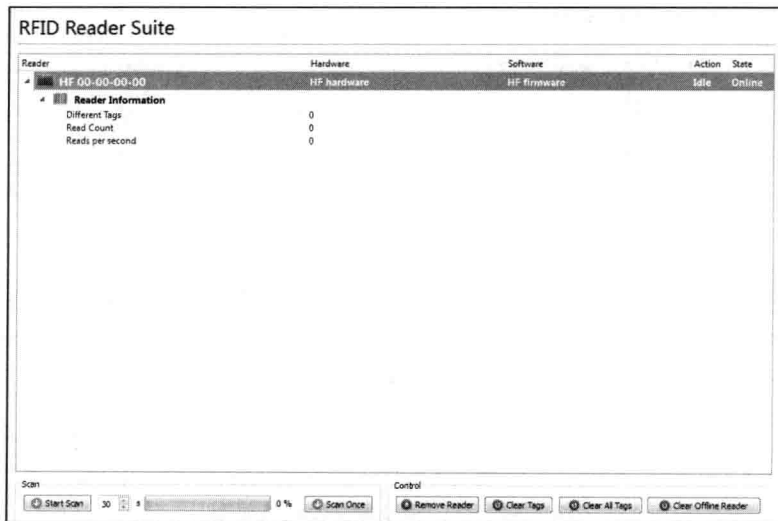 RFID Reader Suite
Reader Hardware Software Action State
HF 00-00-00-00 HF hardware HF firmware Idle Online
Reader Information
Different Tags 0
Read Count 0
Reads per second 0
Scan Control
Start Scan 30 s 0 % Scan Once Remove Reader Clear Tags Clear All Tags Clear Offline Reader